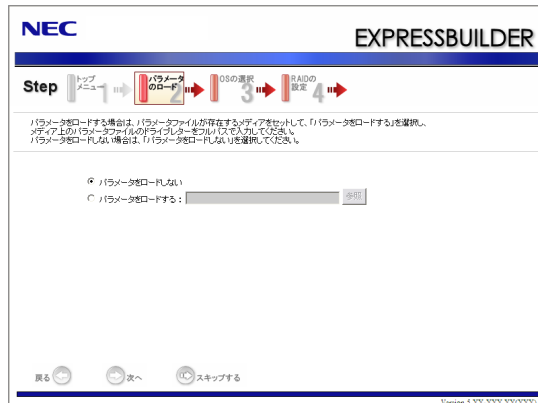 NEC
EXPRESSBUILDER
Step
トップ
メニュー 1
パラメータ
のロード 2
OSの選択
3
RAIDの
設定 4
パラメータをロードする場合は、パラメータファイルが存在するメディアをセットして、「パラメータをロードする」を選択し、
メディア上のパラメータファイルのドライブレターをフルパスで入力してください。
パラメータをロードしない場合は、「パラメータをロードしない」を選択してください。
パラメータをロードしない
パラメータをロードする :
参照
戻る
次へ
スキップする
Version 5.YY-YYY.YY(YYY)